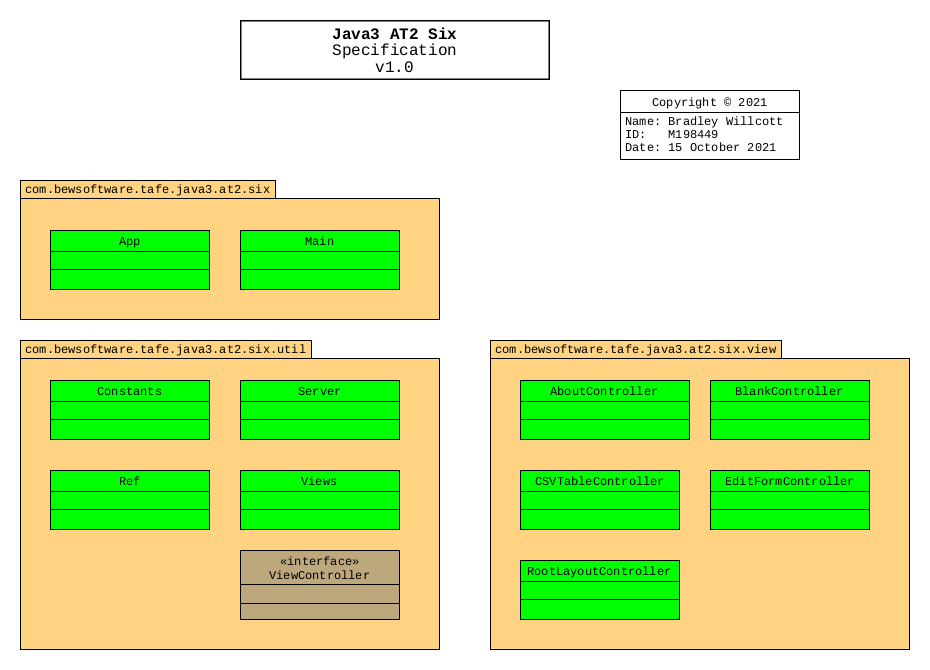 Java3 AT2 Six
Specification
v1.0
Copyright © 2021
Name: Bradley Willcott
ID:   M198449
Date: 15 October 2021
com.bewsoftware.tafe.java3.at2.six
App
Main
com.bewsoftware.tafe.java3.at2.six.util
Constants
Server
Ref
Views
«interface»
ViewController
com.bewsoftware.tafe.java3.at2.six.view
AboutController
BlankController
CSVTableController
EditFormController
RootLayoutController